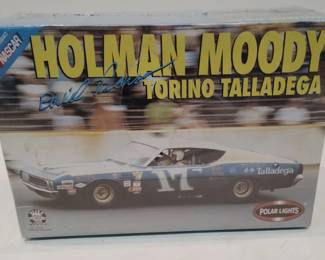 NASCAR
HOLMAN MOODY
TORINO TALLADEGA
17
Talladega
POLAR LIGHTS